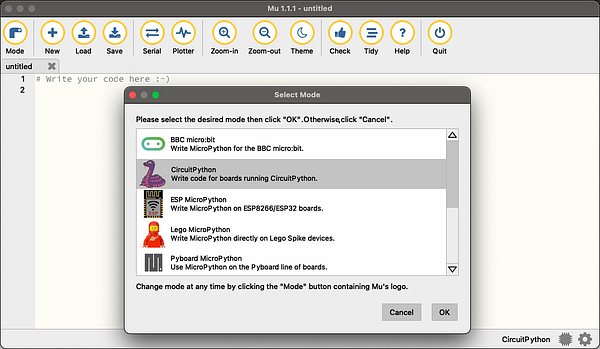 Mu 1.1.1 - untitled
Mode New Load Save Serial Plotter Zoom-in Zoom-out Theme Check Tidy Help Quit
untitled
1 # Write your code here :-)
2
Select Mode
Please select the desired mode then click "OK". Otherwise, click "Cancel".
BBC micro:bit
Write MicroPython for the BBC micro:bit.
CircuitPython
Write code for boards running CircuitPython.
ESP MicroPython
Write MicroPython on ESP8266/ESP32 boards.
Lego MicroPython
Write MicroPython directly on Lego Spike devices.
Pyboard MicroPython
Use MicroPython on the Pyboard line of boards.
Change mode at any time by clicking the "Mode" button containing Mu's logo.
Cancel OK
CircuitPython